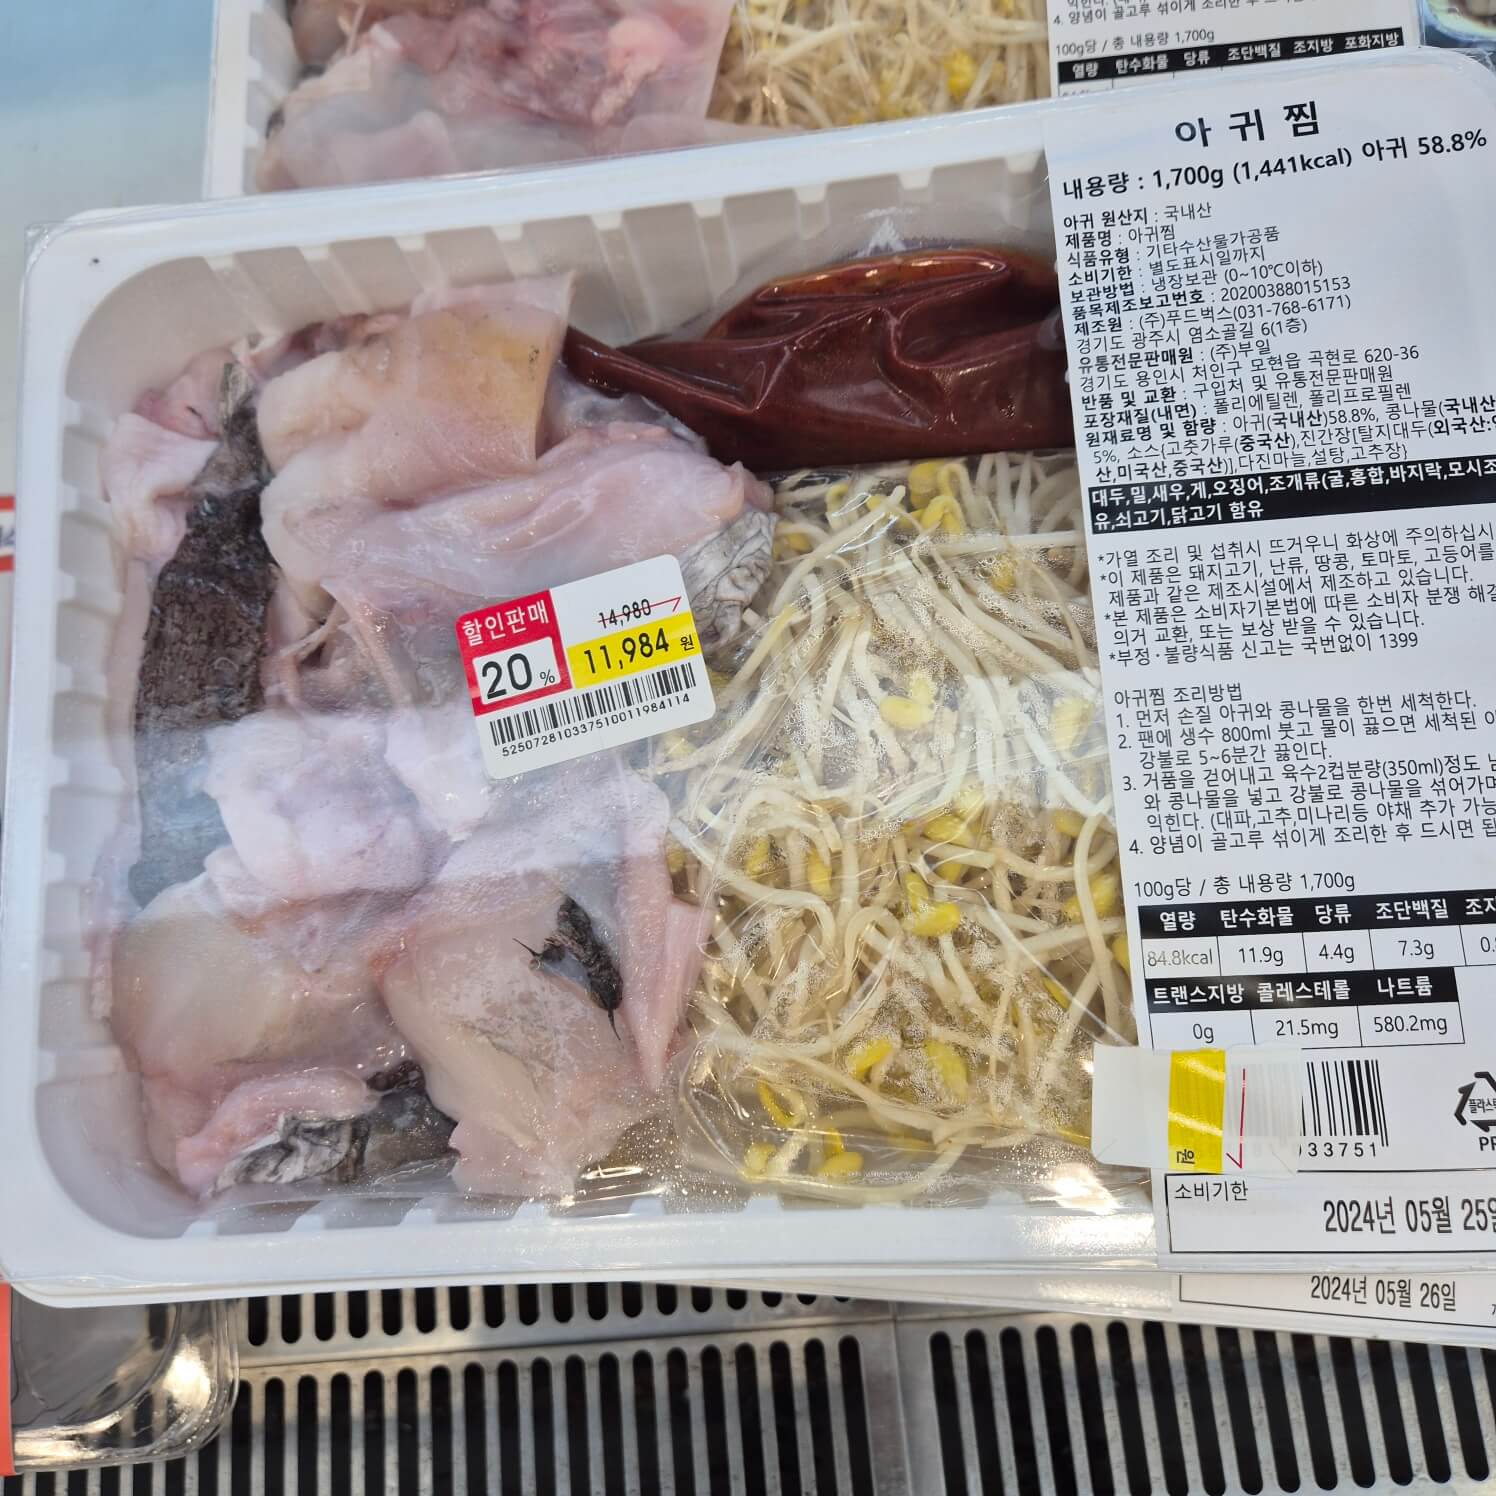 4. 양념이 골고루 섞이게 조리한 후
100g당 / 총 내용량 1,700g
열량 탄수화물 당류 조단백질 조지방 포화지방
아귀찜
내용량 : 1,700g (1,441kcal) 아귀 58.8%
아귀 원산지 : 국내산
제품명 : 아귀찜
식품유형 : 기타수산물가공품
소비기한 : 별도표시일까지
보관방법 : 냉장보관 (0~10℃이하)
품목제조보고번호 : 20200388015153
제조원 : (주)푸드벅스(031-768-6171)
경기도 광주시 염소골길 6(1층)
유통전문판매원 : (주)부일
경기도 용인시 처인구 모현읍 곡현로 620-36
반품 및 교환 : 구입처 및 유통전문판매원
포장재질(내면) : 폴리에틸렌, 폴리프로필렌
원재료명 및 함량 : 아귀(국내산)58.8%, 콩나물(국내산
5%, 소스(고춧가루(중국산),진간장[탈지대두(외국산:
산,미국산,중국산)],다진마늘,설탕,고추장}
대두,밀,새우,게,오징어,조개류(굴,홍합,바지락,모시조
유,쇠고기,닭고기 함유
*가열 조리 및 섭취시 뜨거우니 화상에 주의하십시
*이 제품은 돼지고기, 난류, 땅콩, 토마토, 고등어를
제품과 같은 제조시설에서 제조하고 있습니다.
*본 제품은 소비자기본법에 따른 소비자 분쟁 해결
의거 교환, 또는 보상 받을 수 있습니다.
*부정·불량식품 신고는 국번없이 1399
아귀찜 조리방법
1. 먼저 손질 아귀와 콩나물을 한번 세척한다.
2. 팬에 생수 800ml 붓고 물이 끓으면 세척된 아
강불로 5~6분간 끓인다.
3. 거품을 걷어내고 육수2컵분량(350ml)정도 남
와 콩나물을 넣고 강불로 콩나물을 섞어가며
익힌다. (대파,고추,미나리등 야채 추가 가능
4. 양념이 골고루 섞이게 조리한 후 드시면 됩
100g당 / 총 내용량 1,700g
열량 탄수화물 당류 조단백질 조지
84.8kcal 11.9g 4.4g 7.3g 0.
트랜스지방 콜레스테롤 나트륨
0g 21.5mg 580.2mg
할인판매
20 %
14,980
11,984 원
525072810337510011984114
원
033751
플라스
소비기한
2024년 05월 25일
2024년 05월 26일